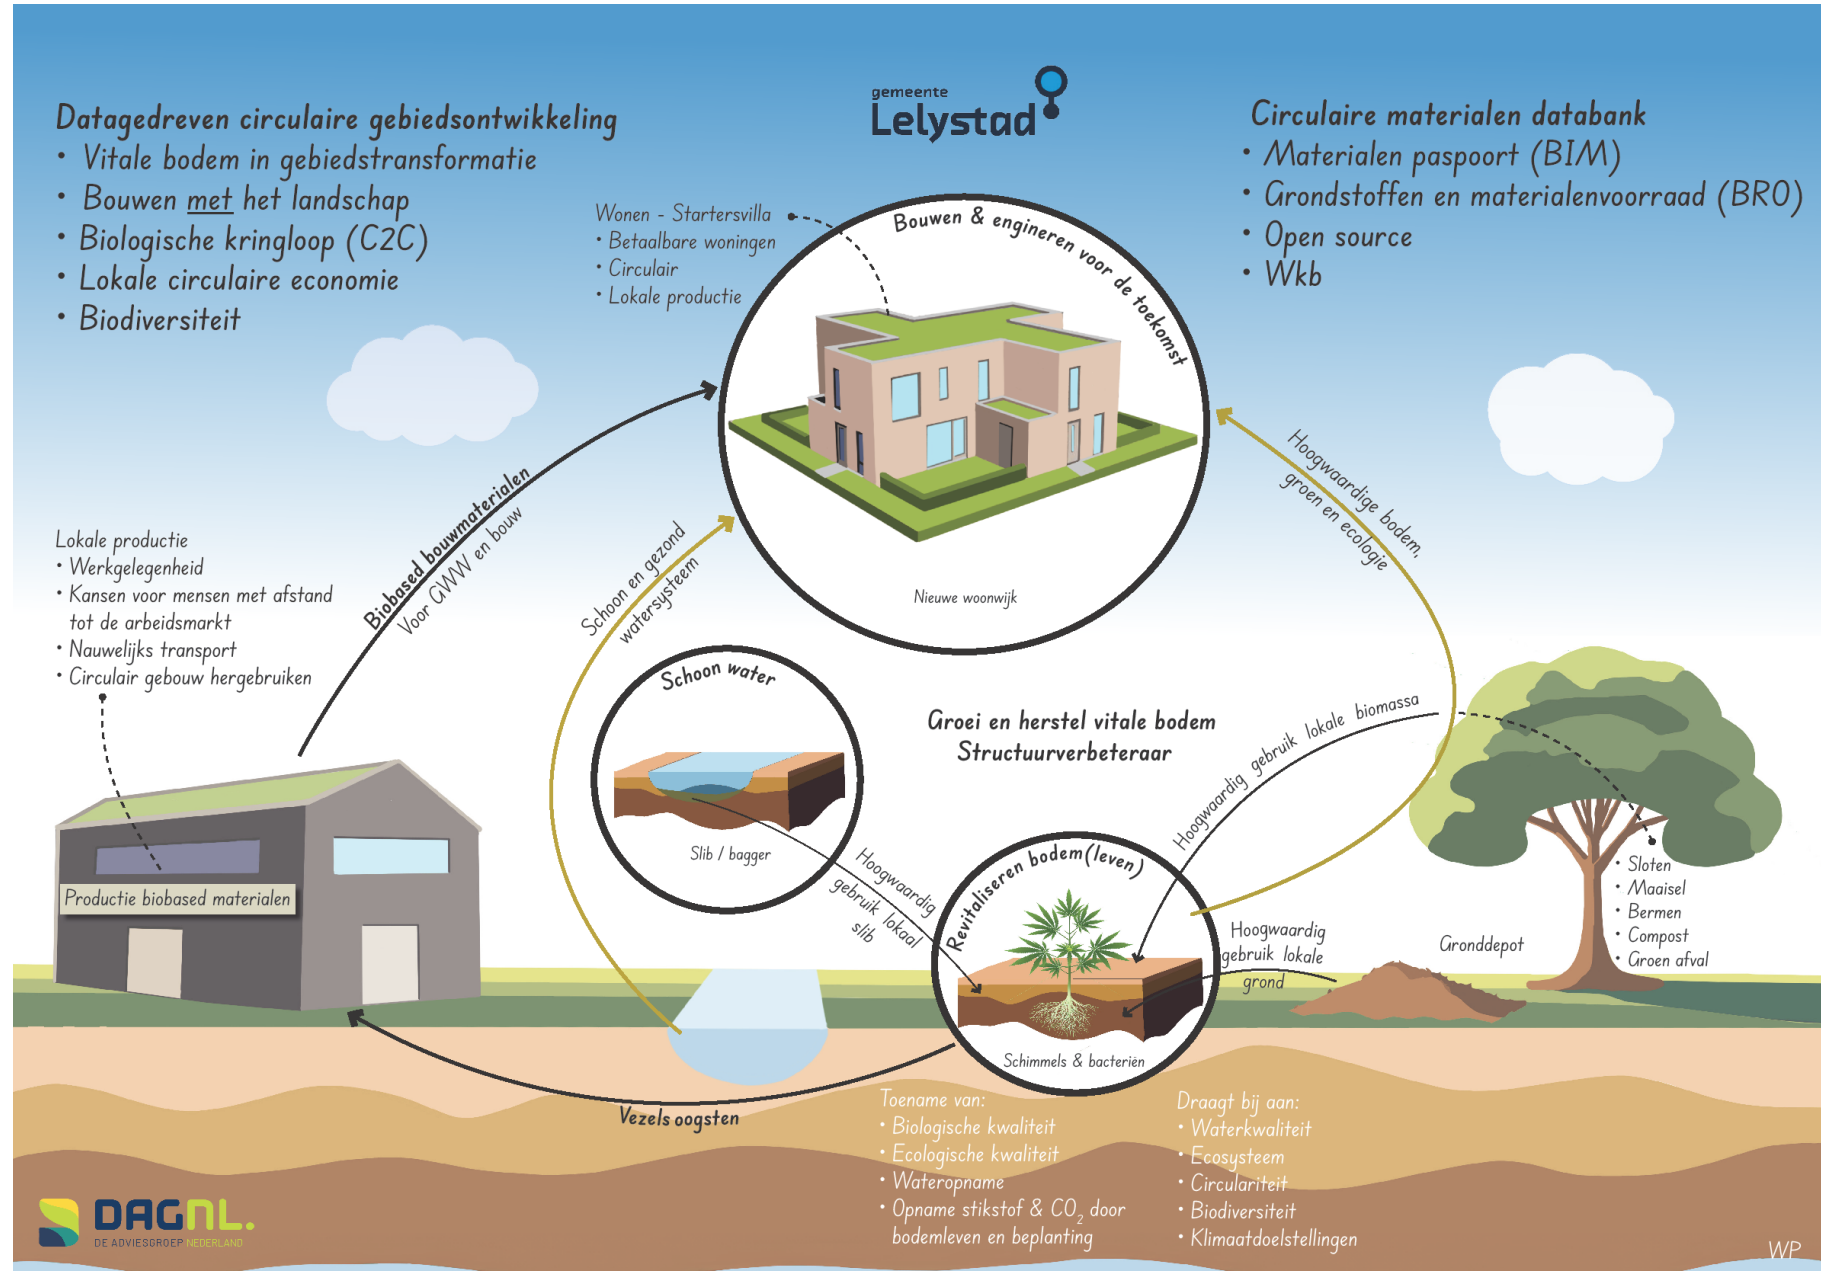 gemeente
Lelystad
Datagedreven circulaire gebiedsontwikkeling
• Vitale bodem in gebiedstransformatie
• Bouwen met het landschap
• Biologische kringloop (C2C)
• Lokale circulaire economie
• Biodiversiteit
Circulaire materialen databank
• Materialen paspoort (BIM)
• Grondstoffen en materialenvoorraad (BRO)
• Open source
• Wkb
Wonen - Startersvilla
• Betaalbare woningen
• Circulair
• Lokale productie
Bouwen & engineren voor de toekomst
Nieuwe woonwijk
Biobased bouwmaterialen
Voor GWW en bouw
Schoon en gezond
watersysteem
Hoogwaardige bodem,
groen en ecologie
Lokale productie
• Werkgelegenheid
• Kansen voor mensen met afstand
tot de arbeidsmarkt
• Nauwelijks transport
• Circulair gebouw hergebruiken
Productie biobased materialen
Schoon water
Slib / bagger
Groei en herstel vitale bodem
Structuurverbeteraar
Hoogwaardig gebruik lokale biomassa
Hoogwaardig
gebruik lokaal
slib
Revitaliseren bodem(leven)
Schimmels & bacteriën
Hoogwaardig
gebruik lokale
grond
Gronddepot
• Sloten
• Maaisel
• Bermen
• Compost
• Groen afval
Vezels oogsten
Toename van:
• Biologische kwaliteit
• Ecologische kwaliteit
• Wateropname
• Opname stikstof & CO2 door
bodemleven en beplanting
Draagt bij aan:
• Waterkwaliteit
• Ecosysteem
• Circulariteit
• Biodiversiteit
• Klimaatdoelstellingen
DAGNL.
DE ADVIESGROEP NEDERLAND
WP